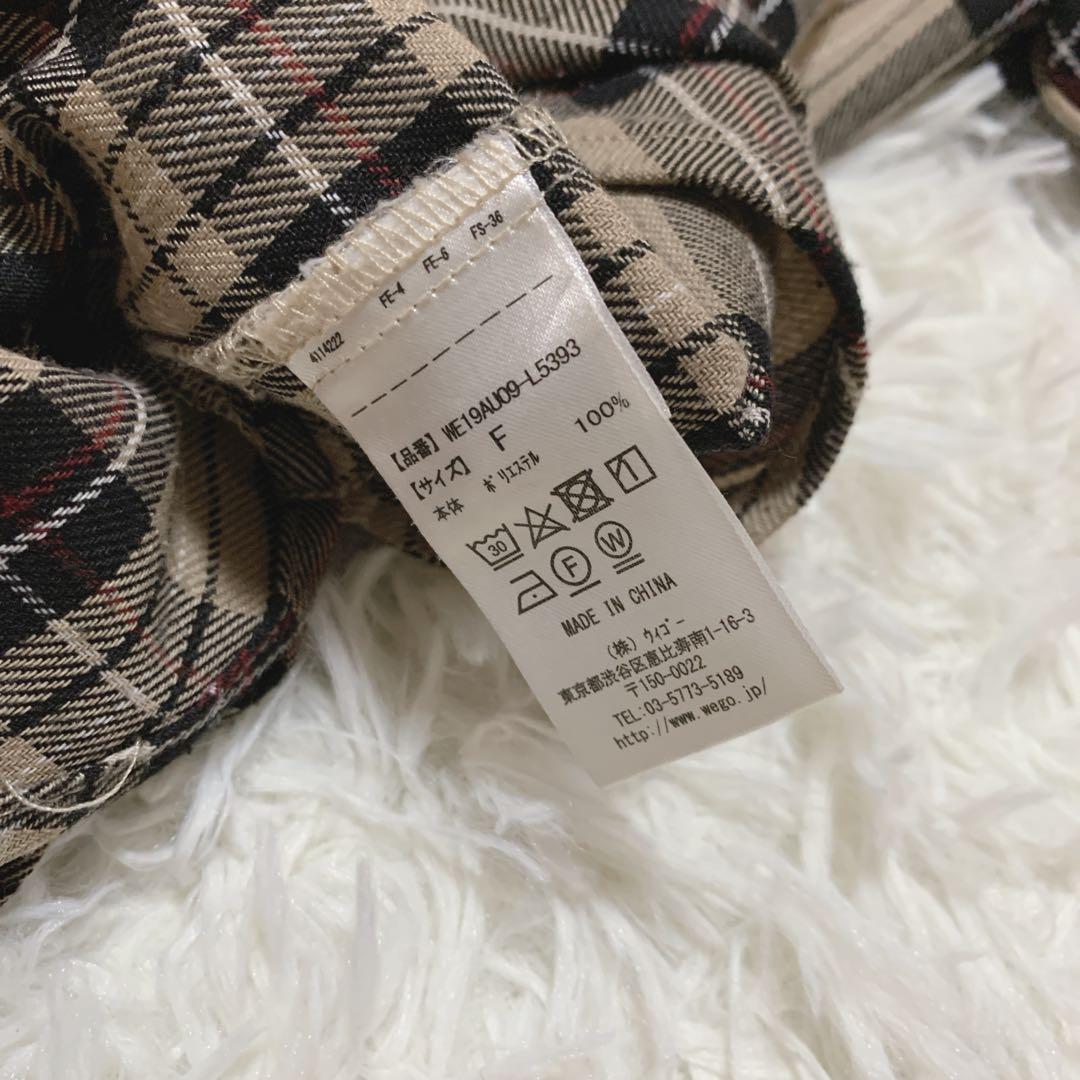 4114222 FE-4 FE-6 FS-36
【品番】WE19AU09-L5393
【サイズ】 F
本体 ポリエステル 100%
30
F W
MADE IN CHINA
(株) ウィゴー
東京都渋谷区恵比寿南1-16-3
〒150-0022
TEL:03-5773-5189
http://www.wego.jp/